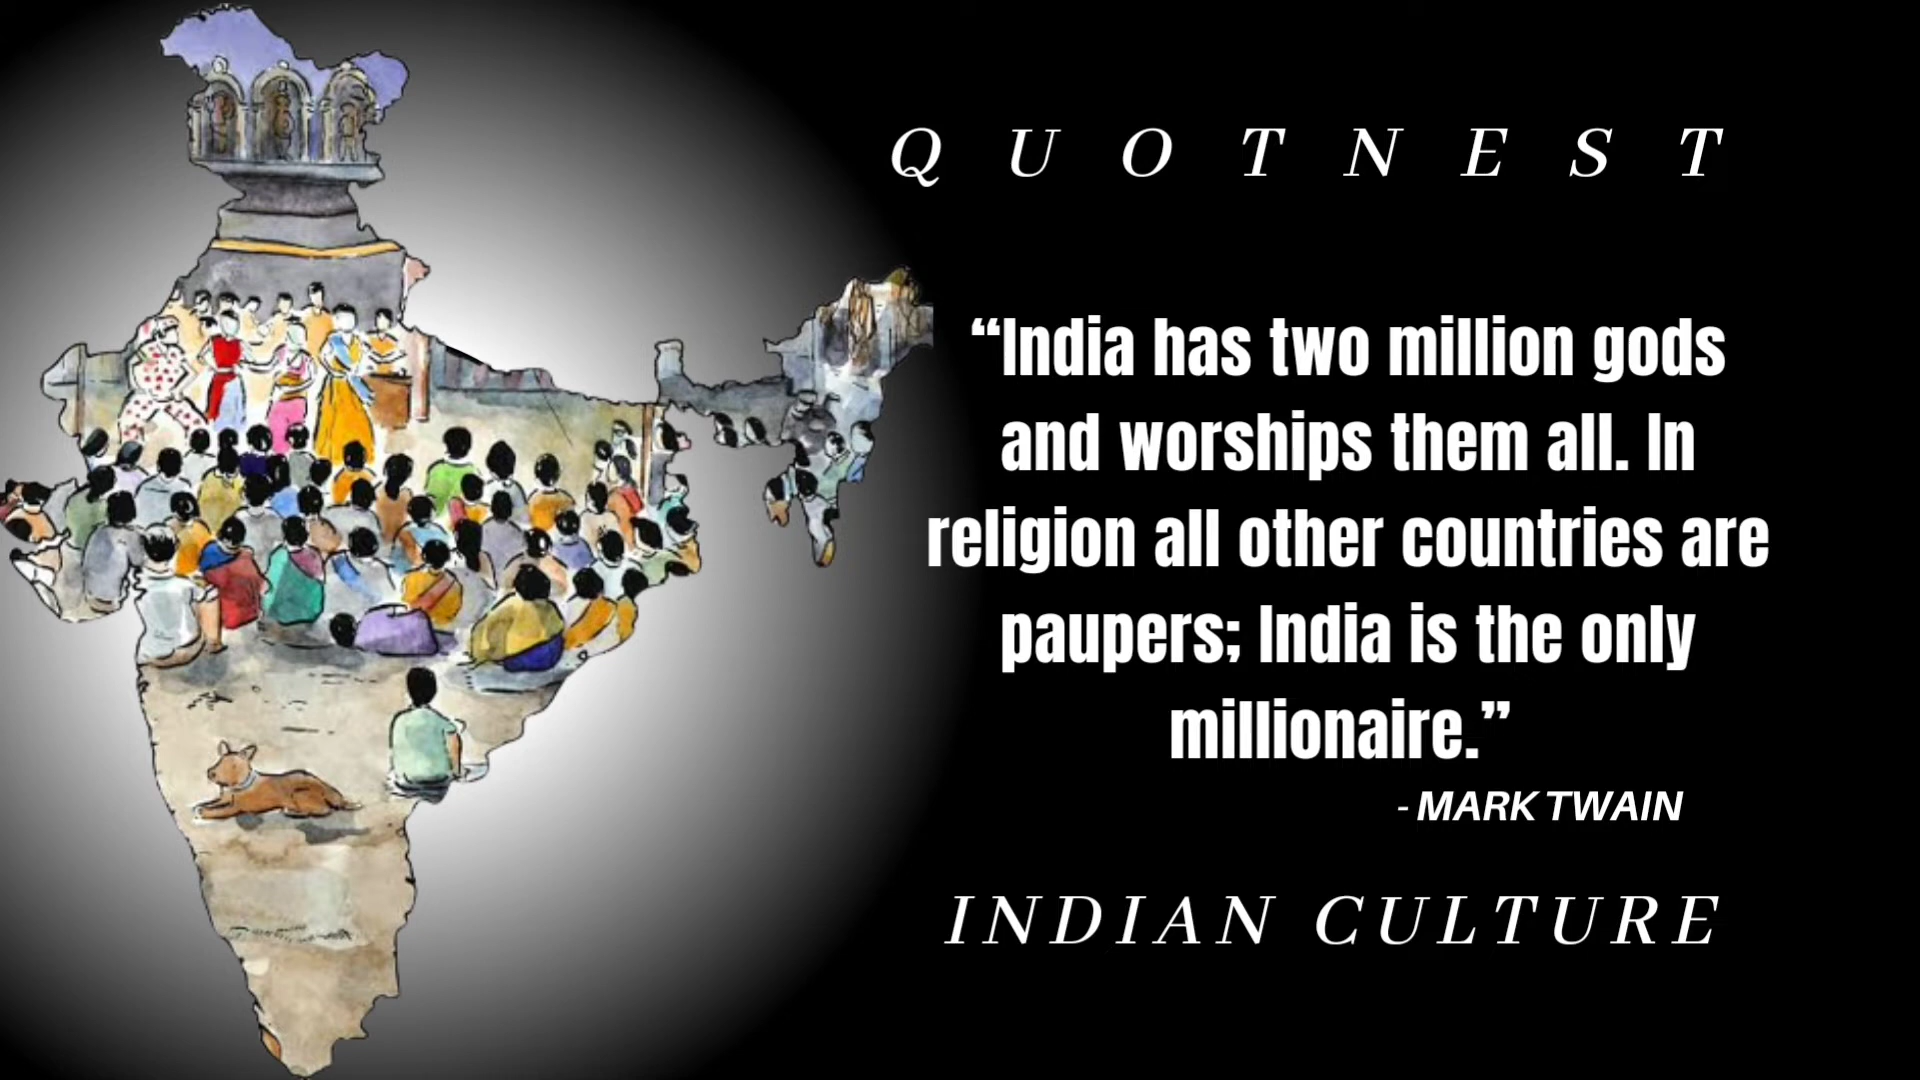 QUOTNEST
“India has two million gods
and worships them all. In
religion all other countries are
paupers; India is the only
millionaire.”
- MARK TWAIN
INDIAN CULTURE